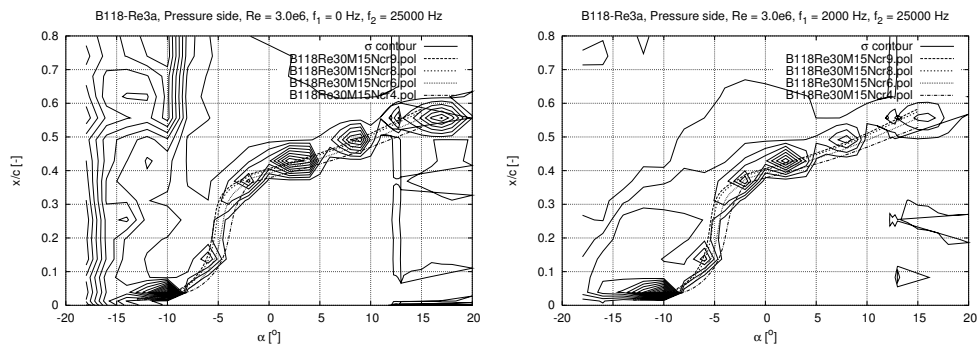 B118-Re3a, Pressure side, Re = 3.0e6, f1 = 0 Hz, f2 = 25000 Hz
0.8
0.7
0.6
0.5
0.4
0.3
0.2
0.1
0
x/c [-]
σ contour
B118Re30M15Ncr9.pol
B118Re30M15Ncr8.pol
B118Re30M15Ncr6.pol
B118Re30M15Ncr4.pol
-20 -15 -10 -5 0 5 10 15 20
α [°]
B118-Re3a, Pressure side, Re = 3.0e6, f1 = 2000 Hz, f2 = 25000 Hz
0.8
0.7
0.6
0.5
0.4
0.3
0.2
0.1
0
x/c [-]
σ contour
B118Re30M15Ncr9.pol
B118Re30M15Ncr8.pol
B118Re30M15Ncr6.pol
B118Re30M15Ncr4.pol
-20 -15 -10 -5 0 5 10 15 20
α [°]